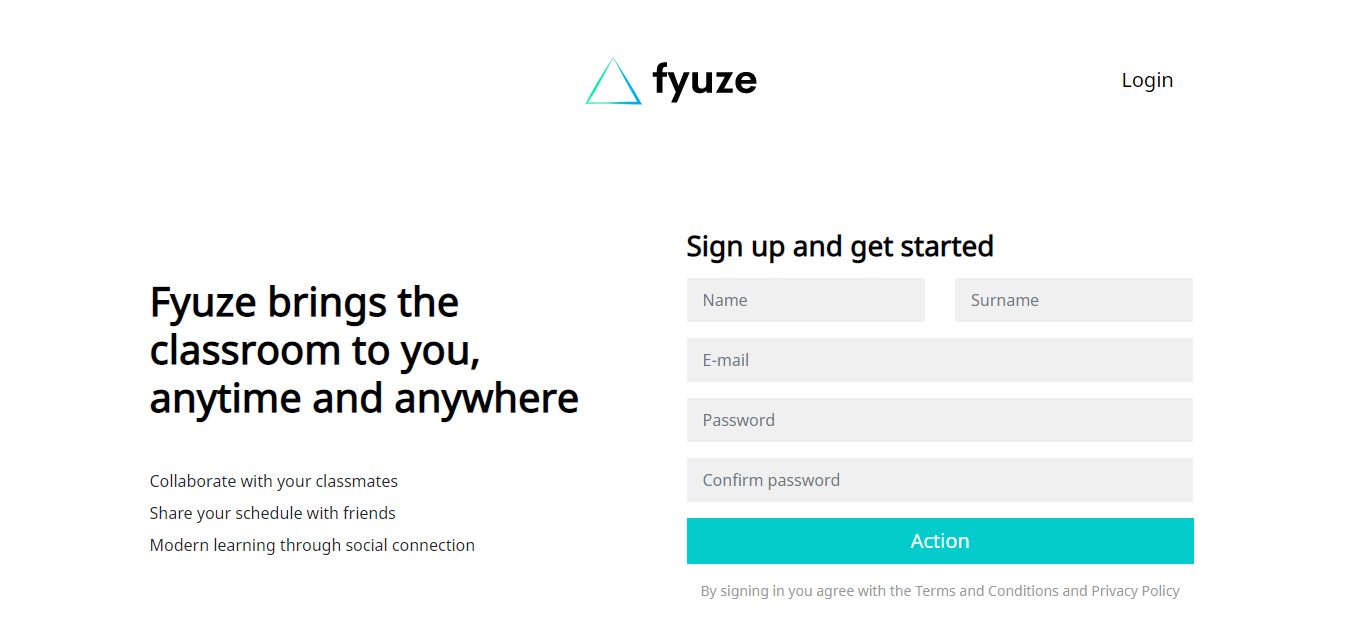 fyuze
Login
Fyuze brings the
classroom to you,
anytime and anywhere
Collaborate with your classmates
Share your schedule with friends
Modern learning through social connection
Sign up and get started
Name
Surname
E-mail
Password
Confirm password
Action
By signing in you agree with the Terms and Conditions and Privacy Policy